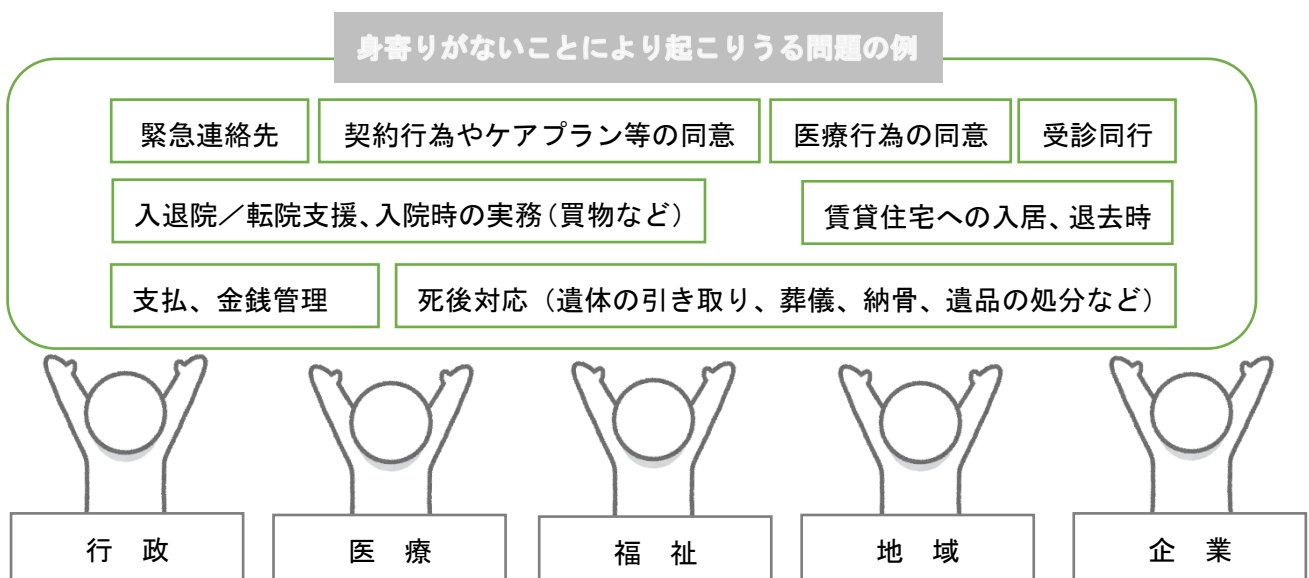 身寄りがないことにより起こりうる問題の例
緊急連絡先
契約行為やケアプラン等の同意
医療行為の同意
受診同行
入退院／転院支援、入院時の実務（買物など）
賃貸住宅への入居、退去時
支払、金銭管理
死後対応（遺体の引き取り、葬儀、納骨、遺品の処分など）
行　政
医　療
福　祉
地　域
企　業